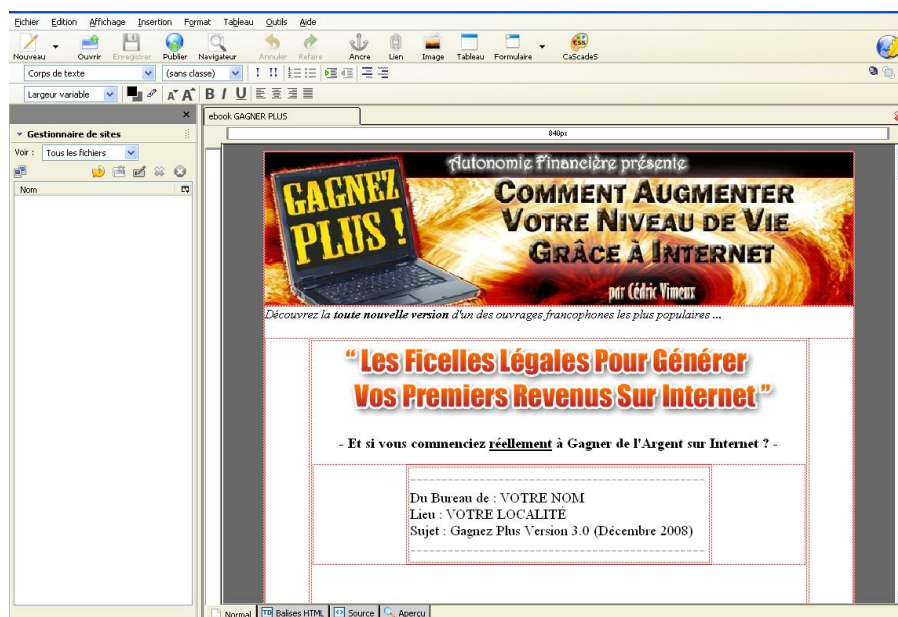 Fichier Edition Affichage Insertion Format Tableau Outils Aide
Nouveau Ouvrir Enregistrer Publier Navigateur Annuler Refaire Ancre Lien Image Tableau Formulaire CaScadeS
Corps de texte (sans classe)
Largeur variable
ebook GAGNER PLUS
Gestionnaire de sites
840px
Voir : Tous les fichiers
Nom
Autonomie Financière présente
GAGNEZ
PLUS !
COMMENT AUGMENTER
VOTRE NIVEAU DE VIE
GRÂCE À INTERNET
par Cédric Vimeux
Découvrez la toute nouvelle version d'un des ouvrages francophones les plus populaires ...
“ Les Ficelles Légales Pour Générer
Vos Premiers Revenus Sur Internet ”
- Et si vous commenciez réellement à Gagner de l'Argent sur Internet ? -
Du Bureau de : VOTRE NOM
Lieu : VOTRE LOCALITÉ
Sujet : Gagnez Plus Version 3.0 (Décembre 2008)
Normal Balises HTML Source Aperçu